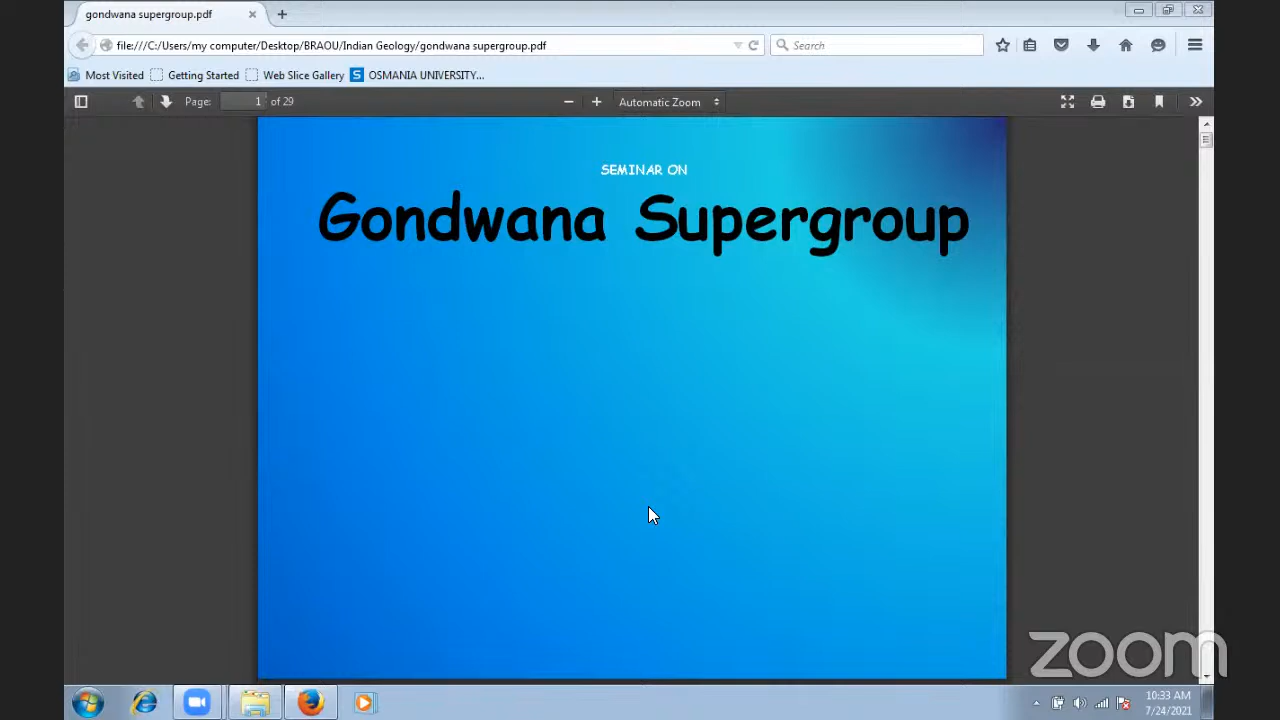 gondwana supergroup.pdf
file:///C:/Users/my computer/Desktop/BRAOU/Indian Geology/gondwana supergroup.pdf
Search
Most Visited Getting Started Web Slice Gallery S OSMANIA UNIVERSITY...
Page: 1 of 29
Automatic Zoom
SEMINAR ON
Gondwana Supergroup
zoom
10:33 AM
7/24/2021